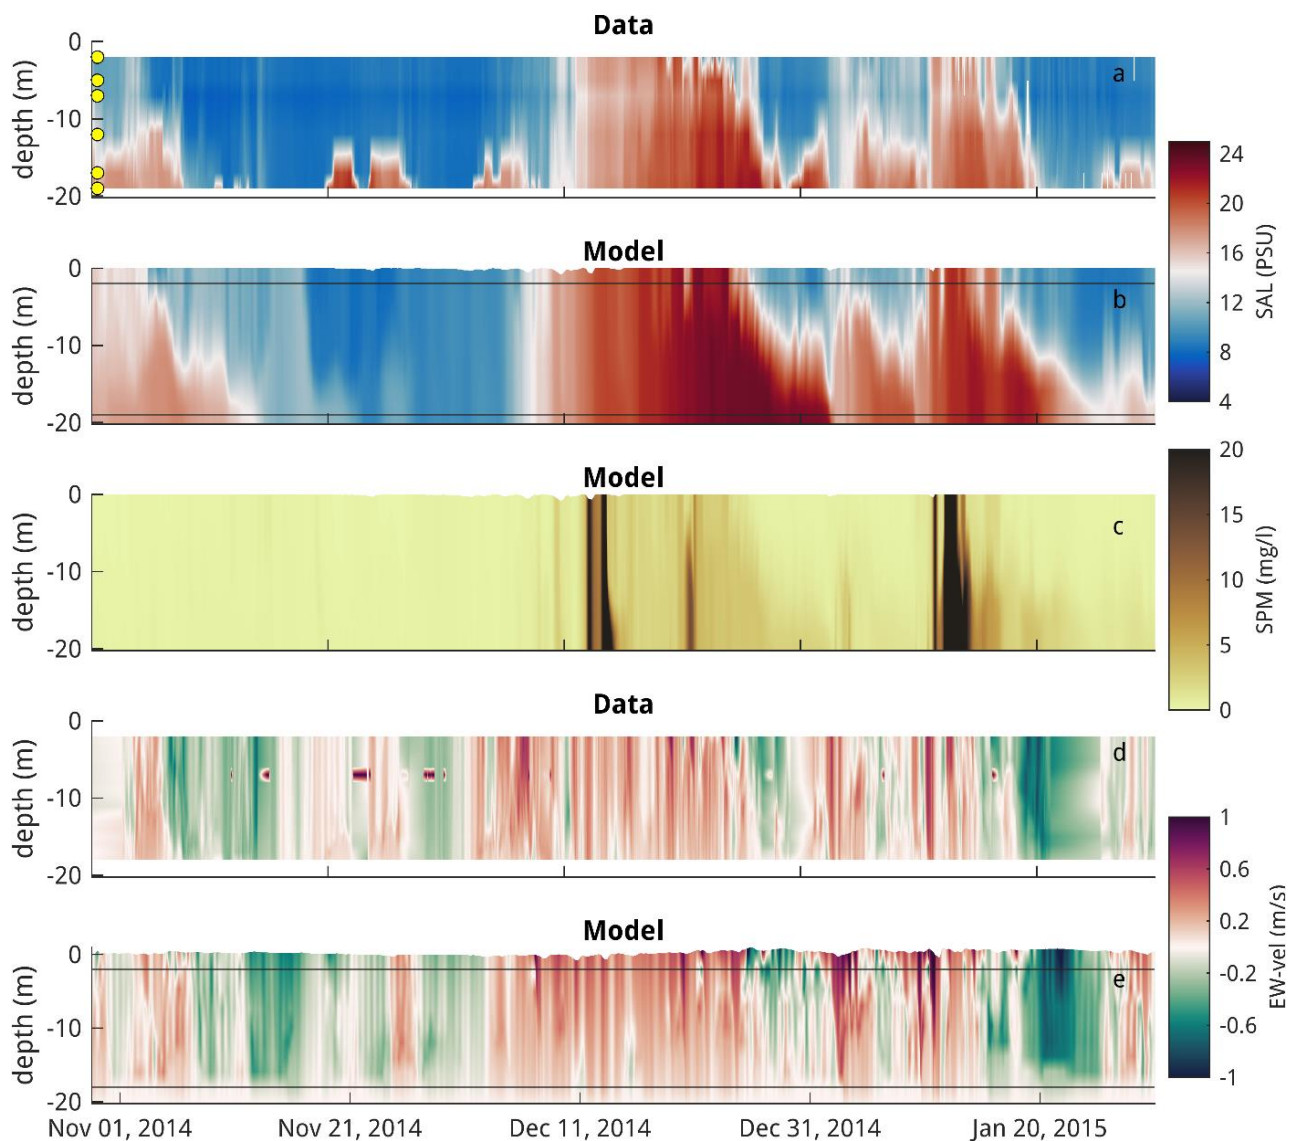 Data
0
-10
-20
depth (m)
a
Model
0
-10
-20
depth (m)
b
24
20
16
12
8
4
SAL (PSU)
Model
0
-10
-20
depth (m)
c
20
15
10
5
0
SPM (mg/l)
Data
0
-10
-20
depth (m)
d
Model
0
-10
-20
depth (m)
e
1
0.6
0.2
-0.2
-0.6
-1
EW-vel (m/s)
Nov 01, 2014 Nov 21, 2014 Dec 11, 2014 Dec 31, 2014 Jan 20, 2015